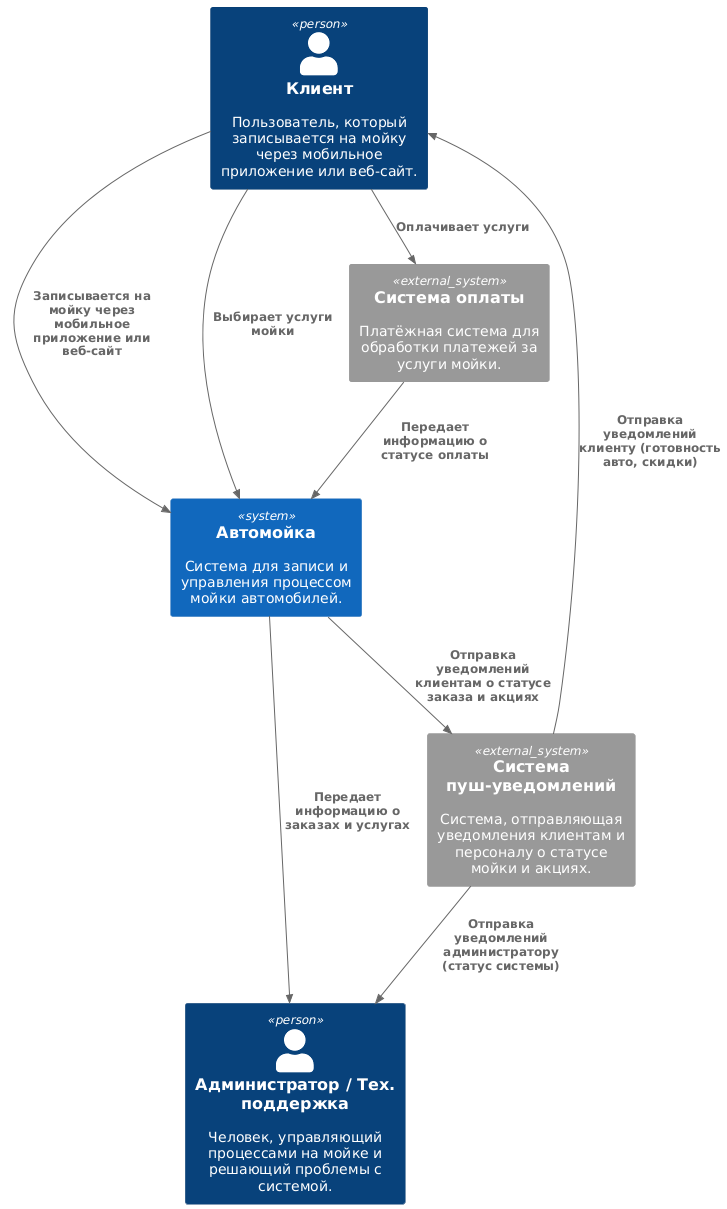 «person»
Клиент
Пользователь, который
записывается на мойку
через мобильное
приложение или веб-сайт.
Оплачивает услуги
«external_system»
Система оплаты
Платёжная система для
обработки платежей за
услуги мойки.
Записывается на
мойку через
мобильное
приложение или
веб-сайт
Выбирает услуги
мойки
Передает
информацию о
статусе оплаты
Отправка
уведомлений
клиенту (готовность
авто, скидки)
«system»
Автомойка
Система для записи и
управления процессом
мойки автомобилей.
Отправка
уведомлений
клиентам о статусе
заказа и акциях
«external_system»
Система
пуш-уведомлений
Система, отправляющая
уведомления клиентам и
персоналу о статусе
мойки и акциях.
Передает
информацию о
заказах и услугах
Отправка
уведомлений
администратору
(статус системы)
«person»
Администратор / Тех.
поддержка
Человек, управляющий
процессами на мойке и
решающий проблемы с
системой.